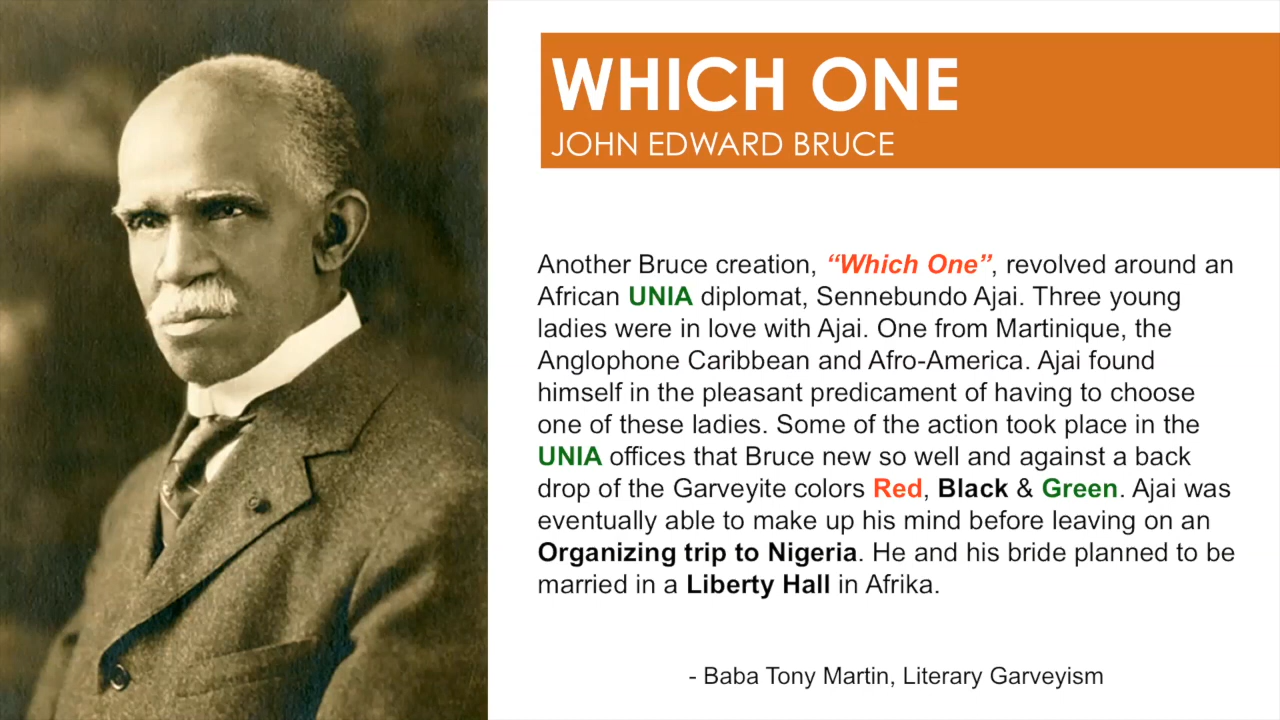 WHICH ONE
JOHN EDWARD BRUCE
Another Bruce creation, “Which One”, revolved around an
African UNIA diplomat, Sennebundo Ajai. Three young
ladies were in love with Ajai. One from Martinique, the
Anglophone Caribbean and Afro-America. Ajai found
himself in the pleasant predicament of having to choose
one of these ladies. Some of the action took place in the
UNIA offices that Bruce new so well and against a back
drop of the Garveyite colors Red, Black & Green. Ajai was
eventually able to make up his mind before leaving on an
Organizing trip to Nigeria. He and his bride planned to be
married in a Liberty Hall in Afrika.
- Baba Tony Martin, Literary Garveyism